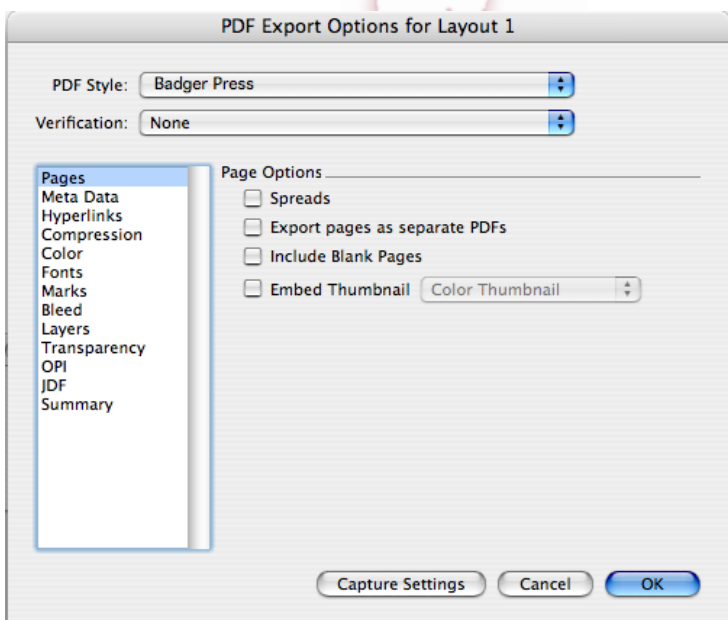 PDF Export Options for Layout 1
PDF Style: Badger Press
Verification: None
Pages
Meta Data
Hyperlinks
Compression
Color
Fonts
Marks
Bleed
Layers
Transparency
OPI
JDF
Summary
Page Options
Spreads
Export pages as separate PDFs
Include Blank Pages
Embed Thumbnail Color Thumbnail
Capture Settings Cancel OK